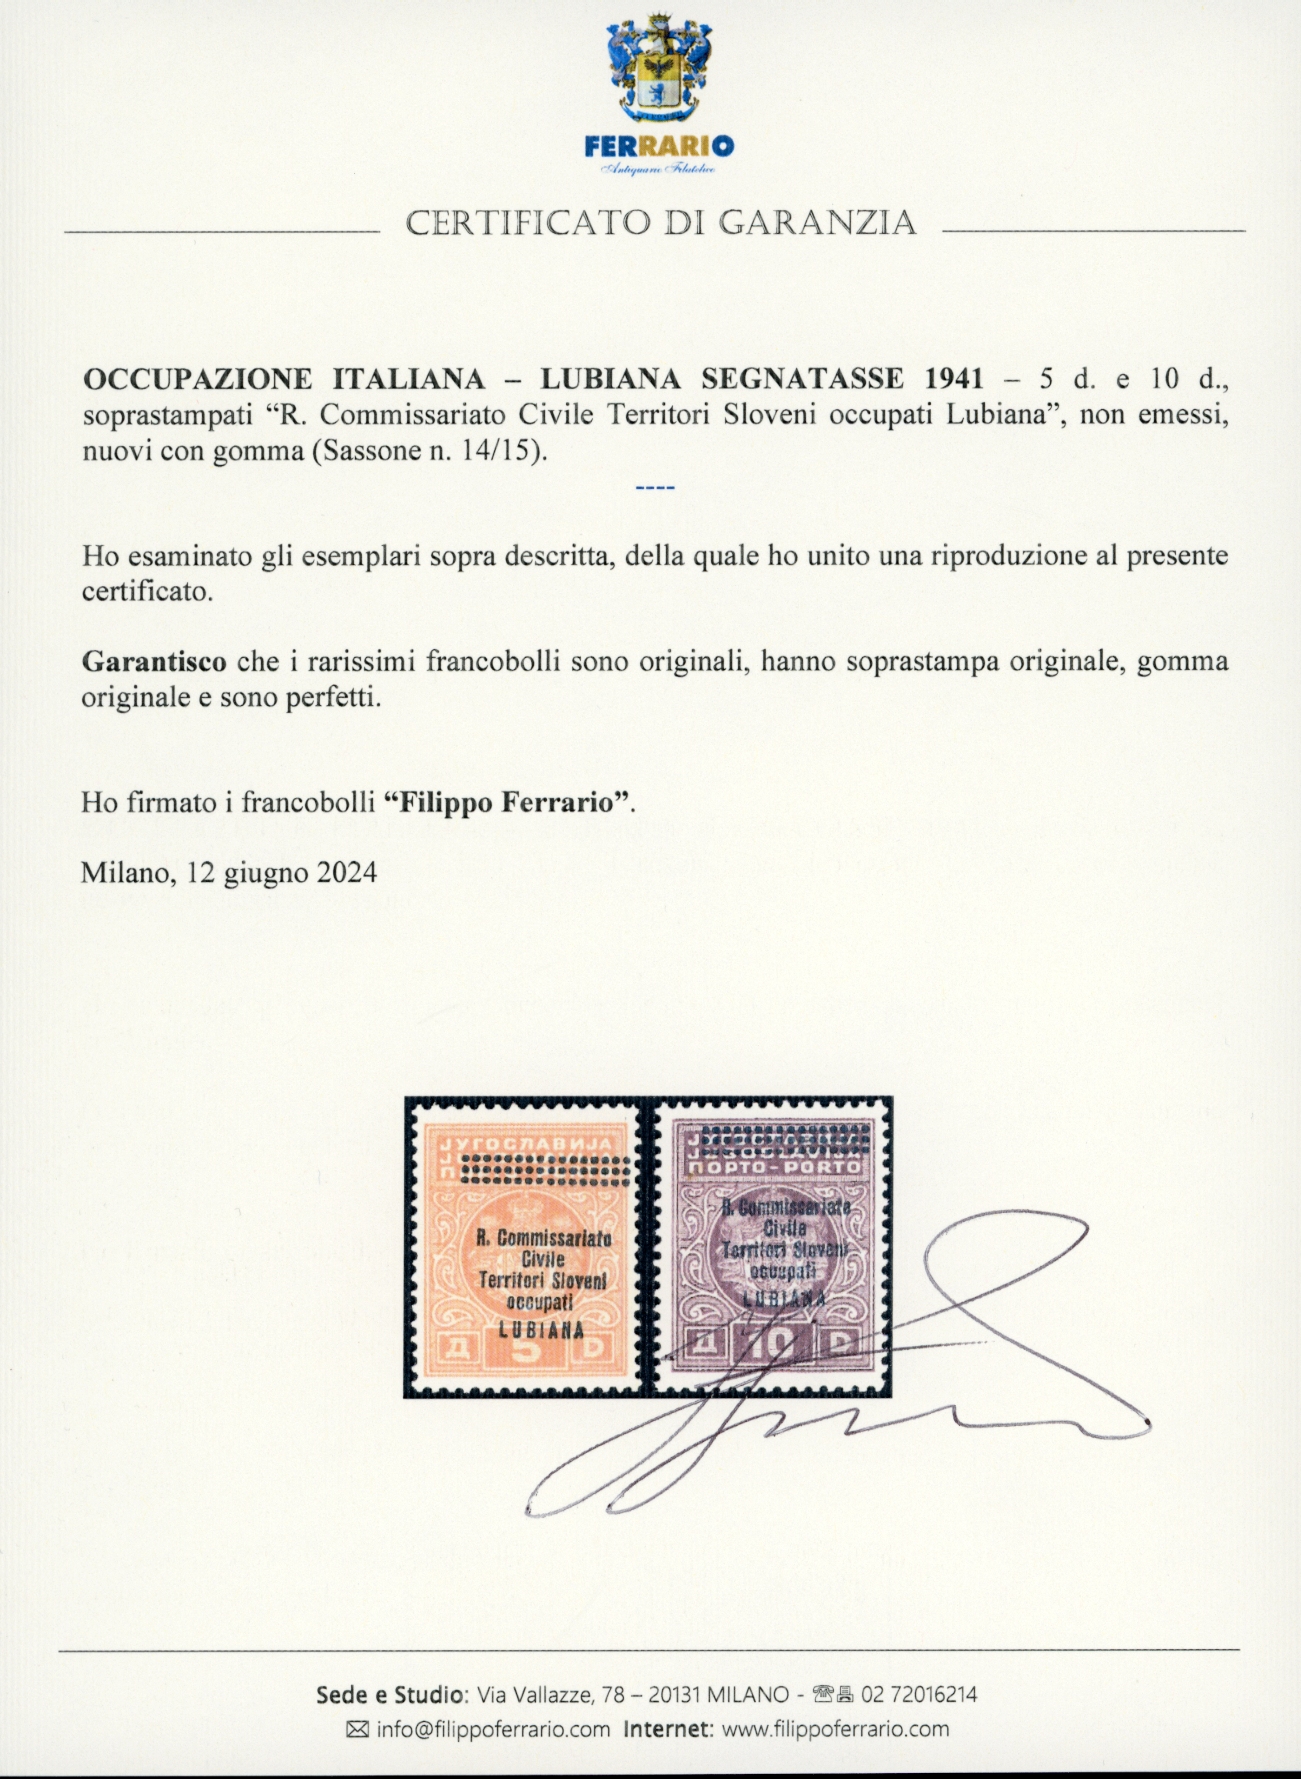 FERRARIO
Antiquario Filatelico
CERTIFICATO DI GARANZIA
OCCUPAZIONE ITALIANA – LUBIANA SEGNATASSE 1941 – 5 d. e 10 d.,
soprastampati “R. Commissariato Civile Territori Sloveni occupati Lubiana”, non emessi,
nuovi con gomma (Sassone n. 14/15).
----
Ho esaminato gli esemplari sopra descritta, della quale ho unito una riproduzione al presente
certificato.
Garantisco che i rarissimi francobolli sono originali, hanno soprastampa originale, gomma
originale e sono perfetti.
Ho firmato i francobolli “Filippo Ferrario”.
Milano, 12 giugno 2024
ЈУГОСЛАВИЈА
R. Commissariato
Civile
Territori Sloveni
occupati
LUBIANA
Д 5 D
ПОРТО-PORTO
R. Commissariato
Civile
Territori Sloveni
occupati
LUBIANA
Д 10 D
Sede e Studio: Via Vallazze, 78 – 20131 MILANO - 02 72016214
info@filippoferrario.com Internet: www.filippoferrario.com